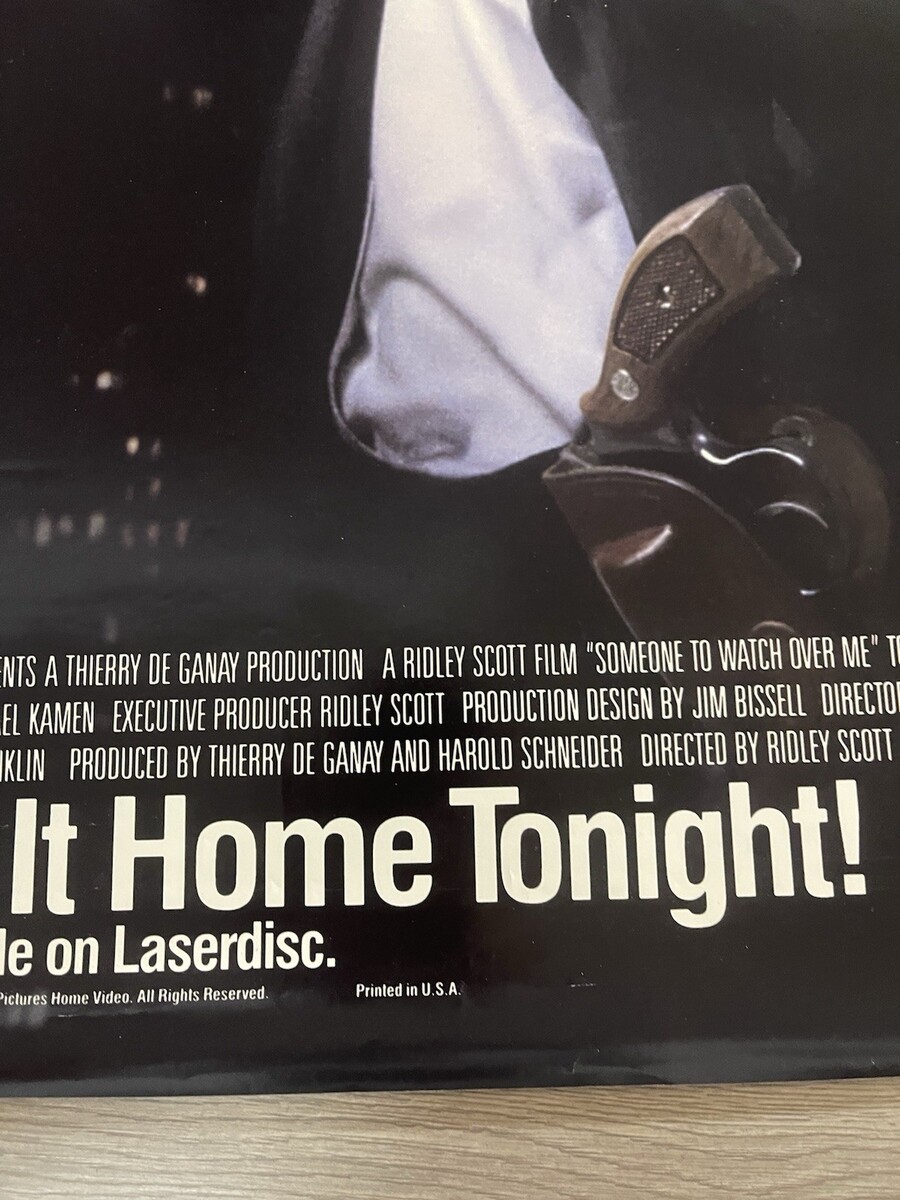 ENTS A THIERRY DE GANAY PRODUCTION A RIDLEY SCOTT FILM "SOMEONE TO WATCH OVER ME" TO
EL KAMEN EXECUTIVE PRODUCER RIDLEY SCOTT PRODUCTION DESIGN BY JIM BISSELL DIRECTO
KLIN PRODUCED BY THIERRY DE GANAY AND HAROLD SCHNEIDER DIRECTED BY RIDLEY SCOTT
It Home Tonight!
le on Laserdisc.
Pictures Home Video. All Rights Reserved. Printed in U.S.A.